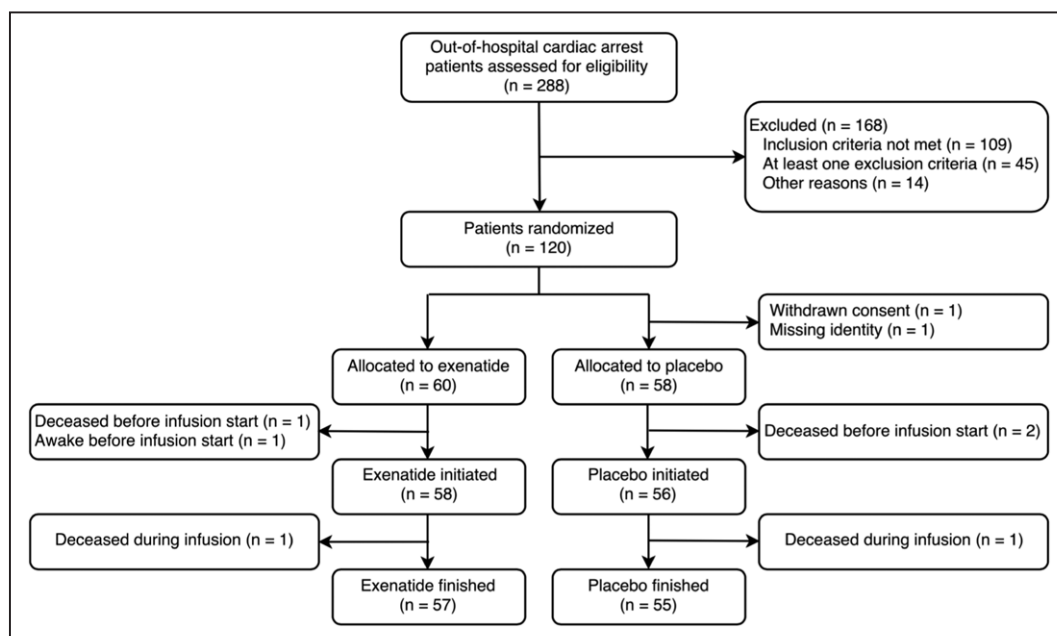 Out-of-hospital cardiac arrest
patients assessed for eligibility
(n = 288)
Excluded (n = 168)
Inclusion criteria not met (n = 109)
At least one exclusion criteria (n = 45)
Other reasons (n = 14)
Patients randomized
(n = 120)
Withdrawn consent (n = 1)
Missing identity (n = 1)
Allocated to exenatide
(n = 60)
Allocated to placebo
(n = 58)
Deceased before infusion start (n = 1)
Awake before infusion start (n = 1)
Deceased before infusion start (n = 2)
Exenatide initiated
(n = 58)
Placebo initiated
(n = 56)
Deceased during infusion (n = 1)
Deceased during infusion (n = 1)
Exenatide finished
(n = 57)
Placebo finished
(n = 55)